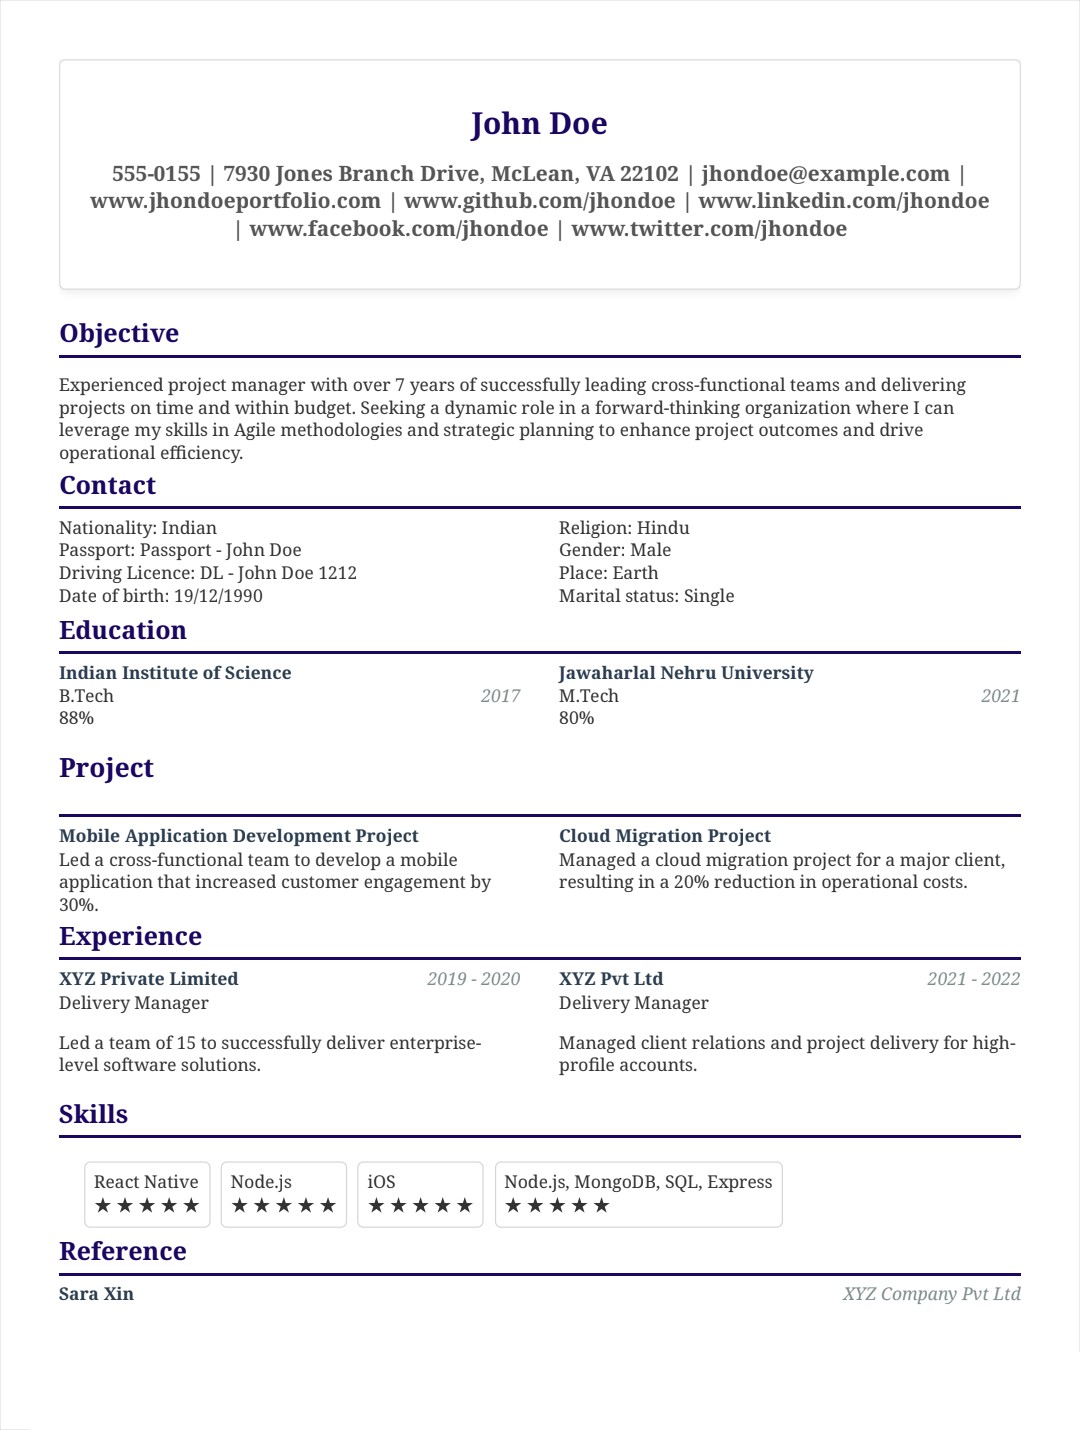 John Doe
555-0155 | 7930 Jones Branch Drive, McLean, VA 22102 | jhondoe@example.com |
www.jhondoeportfolio.com | www.github.com/jhondoe | www.linkedin.com/jhondoe
| www.facebook.com/jhondoe | www.twitter.com/jhondoe
Objective
Experienced project manager with over 7 years of successfully leading cross-functional teams and delivering
projects on time and within budget. Seeking a dynamic role in a forward-thinking organization where I can
leverage my skills in Agile methodologies and strategic planning to enhance project outcomes and drive
operational efficiency.
Contact
Nationality: Indian
Passport: Passport - John Doe
Driving Licence: DL - John Doe 1212
Date of birth: 19/12/1990
Religion: Hindu
Gender: Male
Place: Earth
Marital status: Single
Education
Indian Institute of Science
B.Tech 2017
88%
Jawaharlal Nehru University
M.Tech 2021
80%
Project
Mobile Application Development Project
Led a cross-functional team to develop a mobile
application that increased customer engagement by
30%.
Cloud Migration Project
Managed a cloud migration project for a major client,
resulting in a 20% reduction in operational costs.
Experience
XYZ Private Limited 2019 - 2020
Delivery Manager
Led a team of 15 to successfully deliver enterprise-
level software solutions.
XYZ Pvt Ltd 2021 - 2022
Delivery Manager
Managed client relations and project delivery for high-
profile accounts.
Skills
React Native
★★★★★
Node.js
★★★★★
iOS
★★★★★
Node.js, MongoDB, SQL, Express
★★★★★
Reference
Sara Xin XYZ Company Pvt Ltd